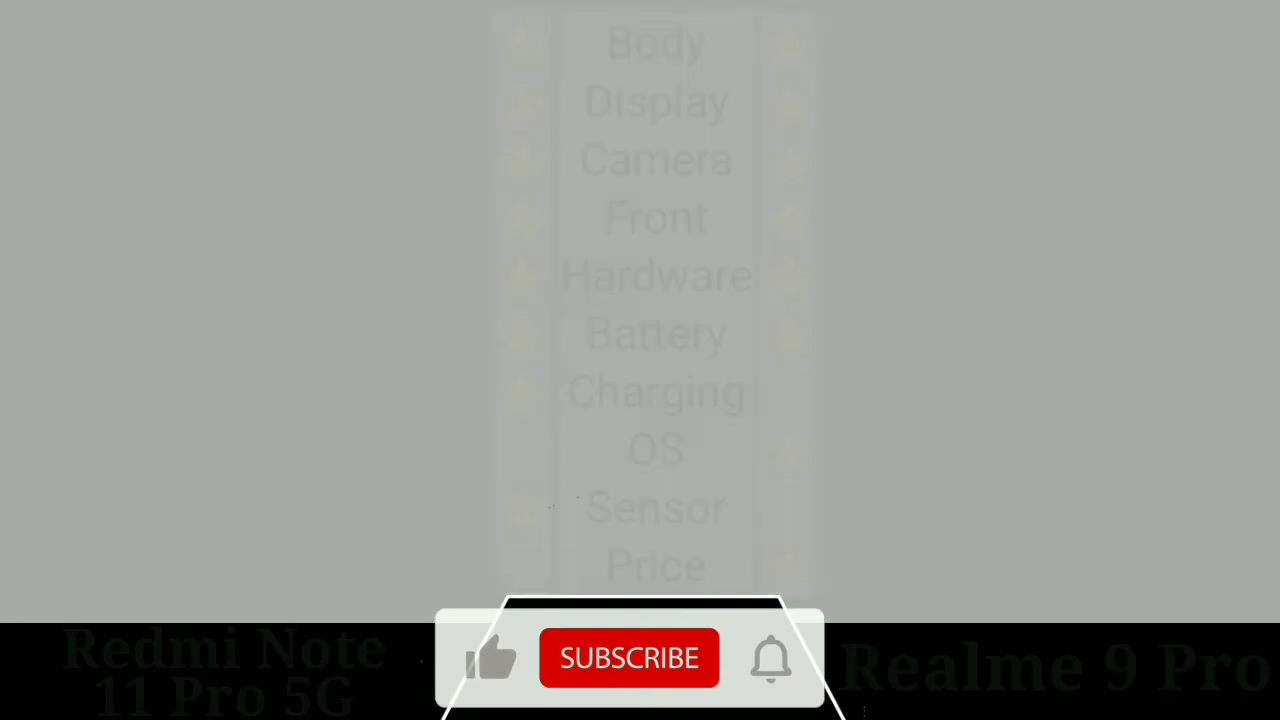 Body
Display
Camera
Front
Hardware
Battery
Charging
OS
Sensor
Price
Redmi Note
11 Pro 5G
SUBSCRIBE
Realme 9 Pro